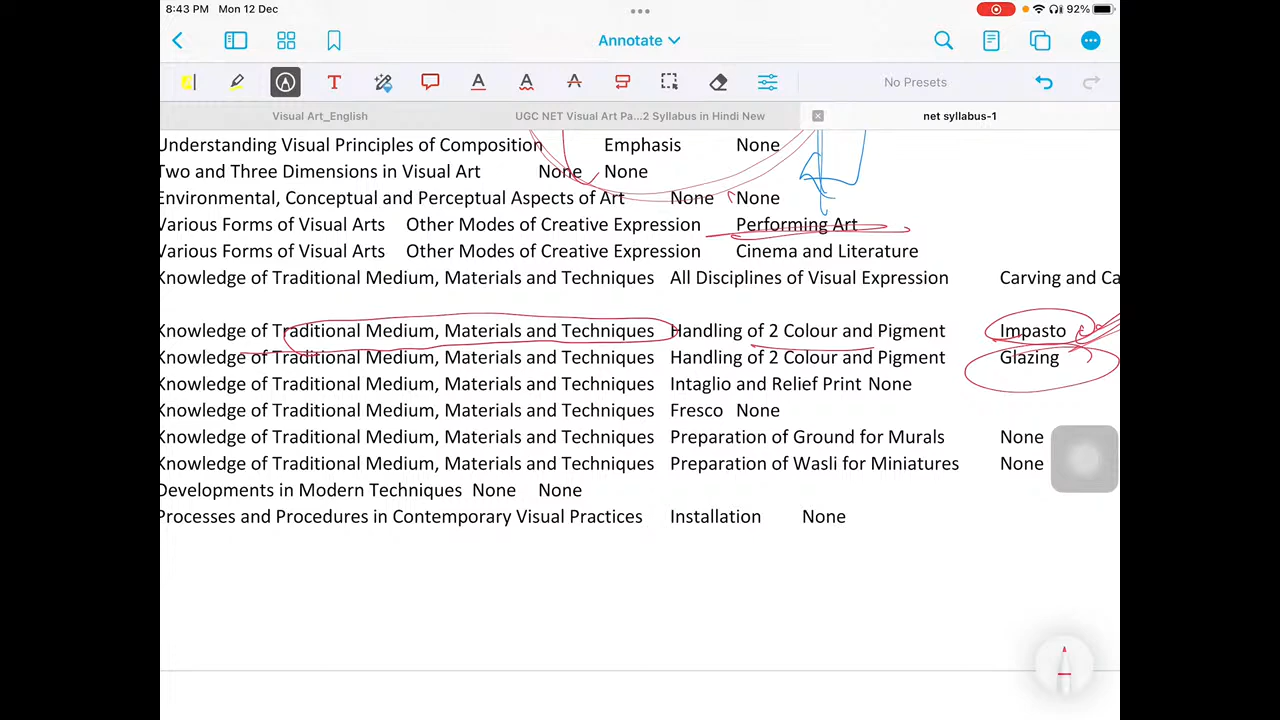 8:43 PM Mon 12 Dec
92%
Annotate
No Presets
Visual Art_English
UGC NET Visual Art Pa...2 Syllabus in Hindi New
net syllabus-1
Understanding Visual Principles of Composition Emphasis None
Two and Three Dimensions in Visual Art None None
Environmental, Conceptual and Perceptual Aspects of Art None None
Various Forms of Visual Arts Other Modes of Creative Expression Performing Art
Various Forms of Visual Arts Other Modes of Creative Expression Cinema and Literature
Knowledge of Traditional Medium, Materials and Techniques All Disciplines of Visual Expression Carving and Ca
Knowledge of Traditional Medium, Materials and Techniques Handling of 2 Colour and Pigment Impasto
Knowledge of Traditional Medium, Materials and Techniques Handling of 2 Colour and Pigment Glazing
Knowledge of Traditional Medium, Materials and Techniques Intaglio and Relief Print None
Knowledge of Traditional Medium, Materials and Techniques Fresco None
Knowledge of Traditional Medium, Materials and Techniques Preparation of Ground for Murals None
Knowledge of Traditional Medium, Materials and Techniques Preparation of Wasli for Miniatures None
Developments in Modern Techniques None None
Processes and Procedures in Contemporary Visual Practices Installation None